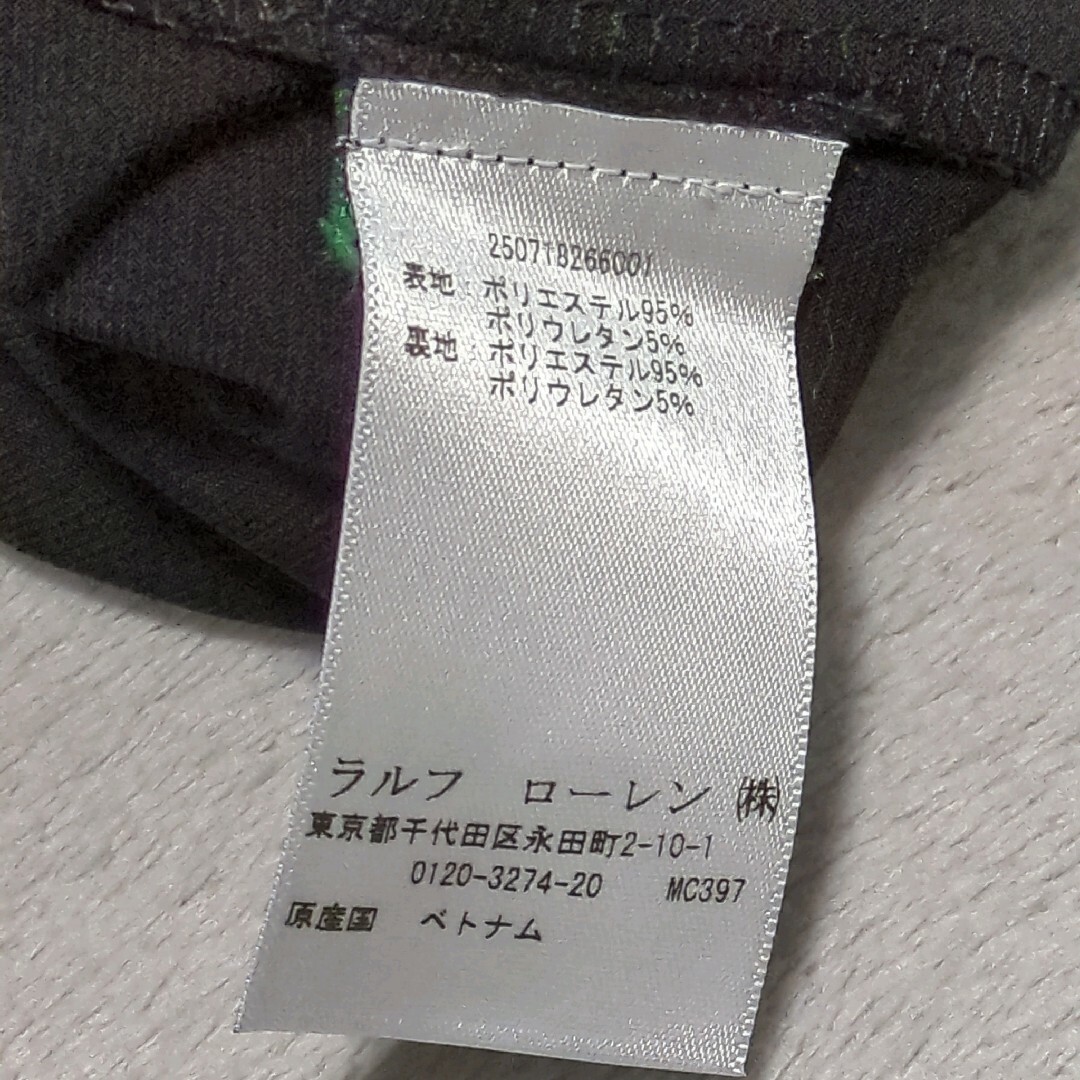 250718266001
表地 ポリエステル95%
ポリウレタン5%
裏地 ポリエステル95%
ポリウレタン5%
ラルフ ローレン ㈱
東京都千代田区永田町2-10-1
0120-3274-20 MC397
原産国 ベトナム